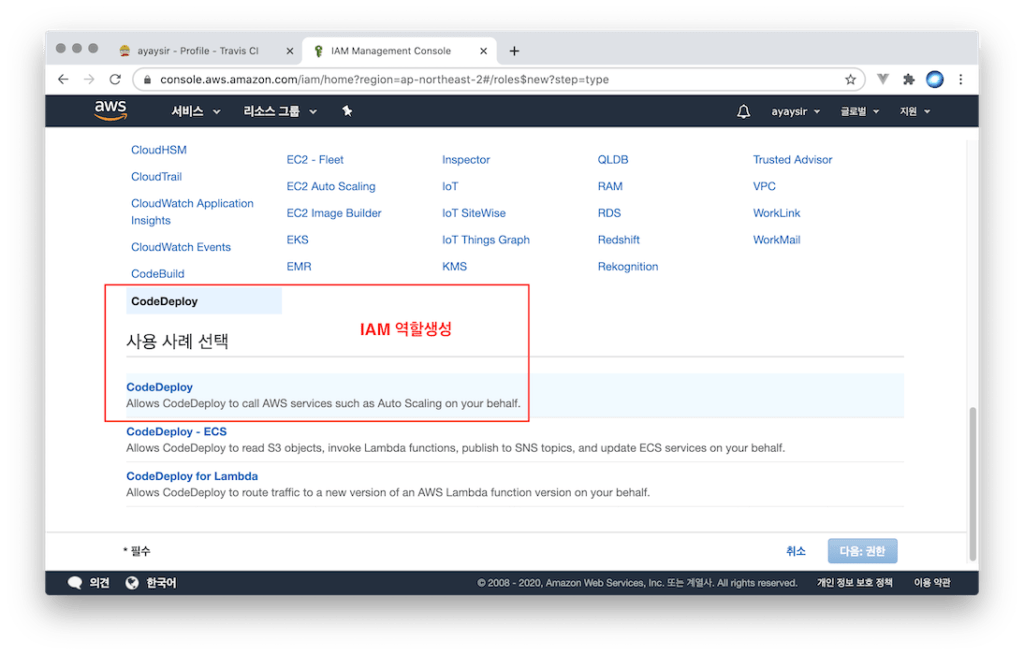 ayaysir - Profile - Travis CI
IAM Management Console
console.aws.amazon.com/iam/home?region=ap-northeast-2#/roles$new?step=type
aws
서비스
리소스 그룹
ayaysir
글로벌
지원
CloudHSM
CloudTrail
CloudWatch Application
Insights
CloudWatch Events
CodeBuild
CodeDeploy
EC2 - Fleet
EC2 Auto Scaling
EC2 Image Builder
EKS
EMR
Inspector
IoT
IoT SiteWise
IoT Things Graph
KMS
QLDB
RAM
RDS
Redshift
Rekognition
Trusted Advisor
VPC
WorkLink
WorkMail
IAM 역할생성
사용 사례 선택
CodeDeploy
Allows CodeDeploy to call AWS services such as Auto Scaling on your behalf.
CodeDeploy - ECS
Allows CodeDeploy to read S3 objects, invoke Lambda functions, publish to SNS topics, and update ECS services on your behalf.
CodeDeploy for Lambda
Allows CodeDeploy to route traffic to a new version of an AWS Lambda function version on your behalf.
* 필수
취소
다음: 권한
의견
한국어
© 2008 - 2020, Amazon Web Services, Inc. 또는 계열사. All rights reserved.
개인 정보 보호 정책
이용 약관